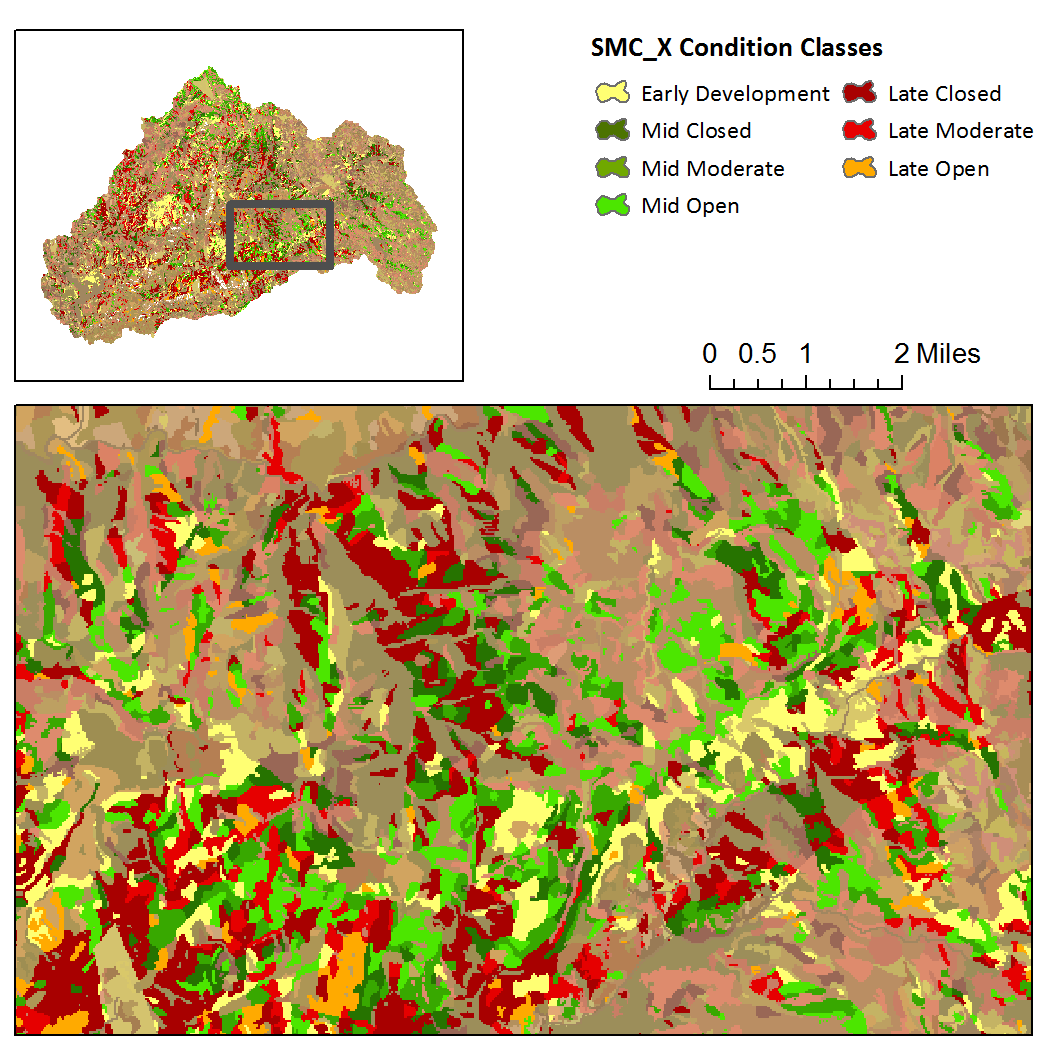 SMC_X Condition Classes
Early Development
Mid Closed
Mid Moderate
Mid Open
Late Closed
Late Moderate
Late Open
0 0.5 1 2 Miles